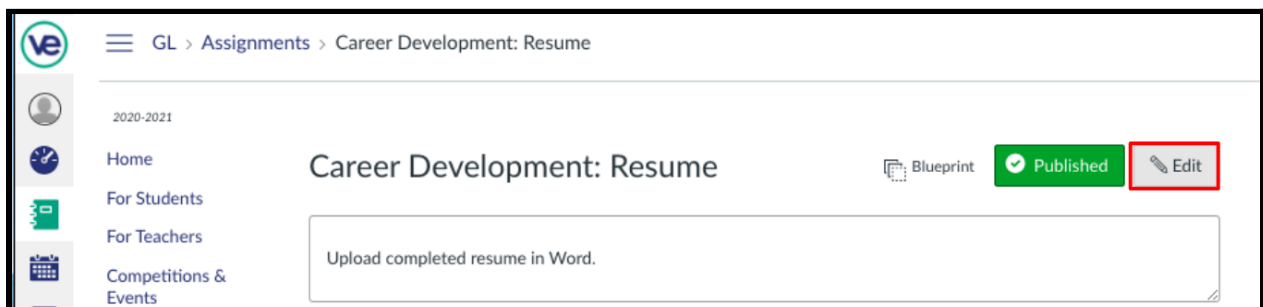 ve
GL > Assignments > Career Development: Resume
2020-2021
Home
For Students
For Teachers
Competitions &
Events
Career Development: Resume
Blueprint
Published
Edit
Upload completed resume in Word.